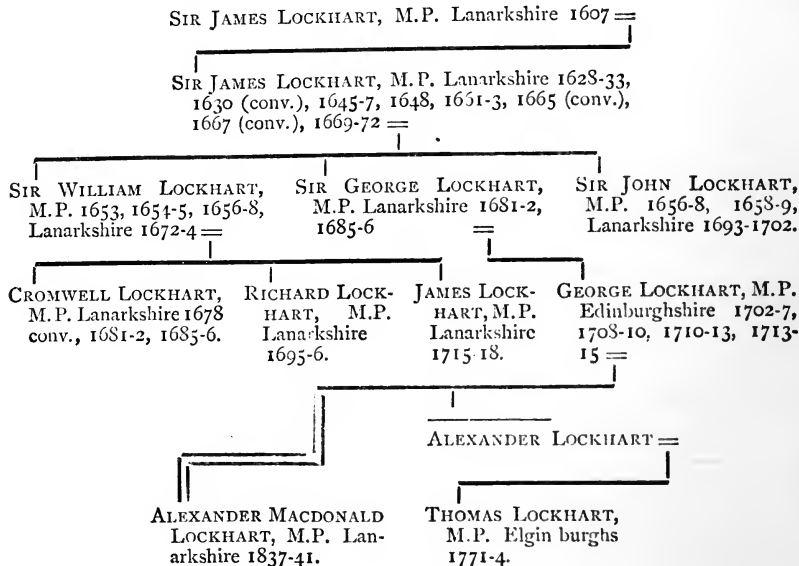 SIR JAMES LOCKHART, M.P. Lanarkshire 1607 =
SIR JAMES LOCKHART, M.P. Lanarkshire 1628-33,
1630 (conv.), 1645-7, 1648, 1661-3, 1665 (conv.),
1667 (conv.), 1669-72 =
SIR WILLIAM LOCKHART,
M.P. 1653, 1654-5, 1656-8,
Lanarkshire 1672-4 =
SIR GEORGE LOCKHART,
M.P. Lanarkshire 1681-2,
1685-6 =
SIR JOHN LOCKHART,
M.P. 1656-8, 1658-9,
Lanarkshire 1693-1702.
CROMWELL LOCKHART,
M.P. Lanarkshire 1678
conv., 1681-2, 1685-6.
RICHARD LOCK-
HART, M.P.
Lanarkshire
1695-6.
JAMES LOCK-
HART, M.P.
Lanarkshire
1715-18.
GEORGE LOCKHART, M.P.
Edinburghshire 1702-7,
1708-10, 1710-13, 1713-
15 =
ALEXANDER LOCKHART =
ALEXANDER MACDONALD
LOCKHART, M.P. Lan-
arkshire 1837-41.
THOMAS LOCKHART,
M.P. Elgin burghs
1771-4.